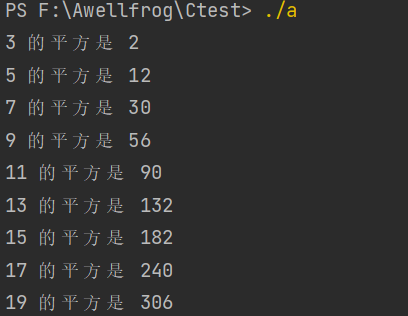 PS F:\Awellfrog\Ctest> ./a
3 的平方是 2
5 的平方是 12
7 的平方是 30
9 的平方是 56
11 的平方是 90
13 的平方是 132
15 的平方是 182
17 的平方是 240
19 的平方是 306